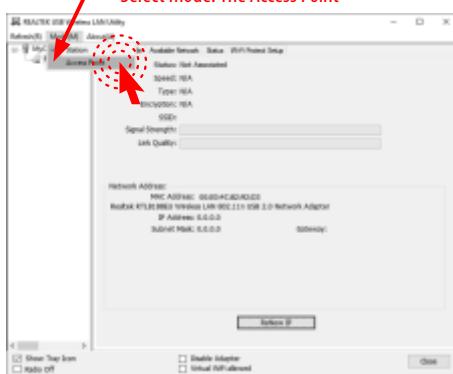 Select mode: The Access Point
REALTEK USB Wireless LAN Utility
Refresh(R) Mode(M) About(A)
Station
Available Network Status Wi-Fi Protect Setup
Access Point
Status: Not Associated
Speed: N/A
Type: N/A
Encryption: N/A
SSID:
Signal Strength:
Link Quality:
Network Address:
MAC Address:
Realtek RTL8188EU Wireless LAN 802.11n USB 2.0 Network Adapter
IP Address: 0.0.0.0
Subnet Mask: 0.0.0.0 Gateway:
ReNew IP
Show Tray Icon
Radio Off
Disable Adapter
Virtual WiFi allowed
Close